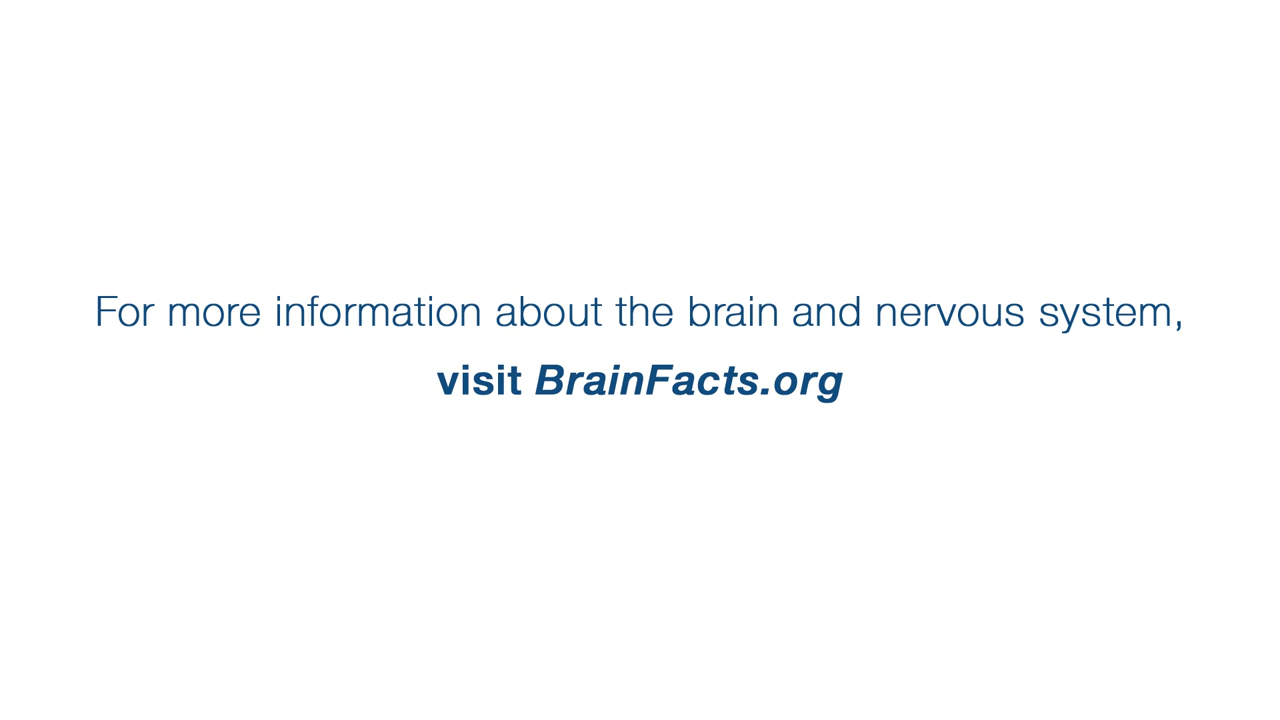 For more information about the brain and nervous system,
visit BrainFacts.org